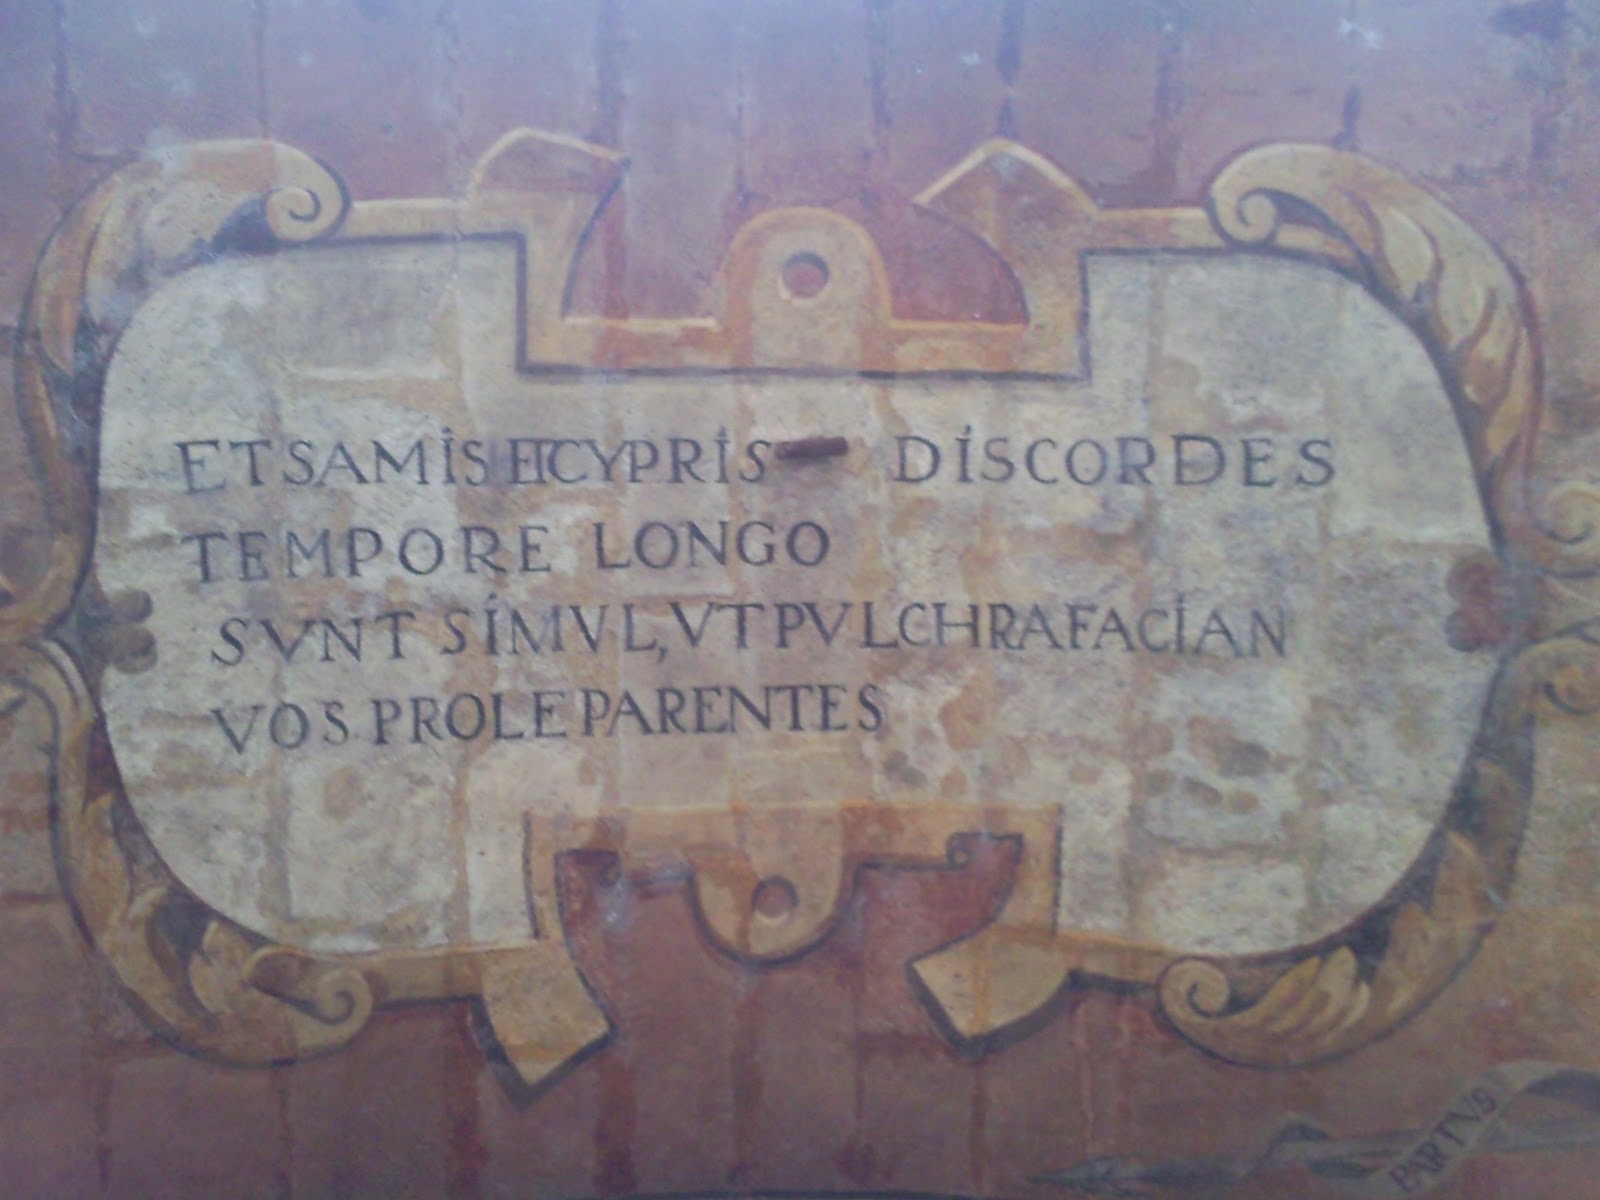 ET SAMIS ET CYPRIS DISCORDES
TEMPORE LONGO
SVNT SIMVL, VT PVLCHRA FACIAN
VOS PROLE PARENTES
PARTVS